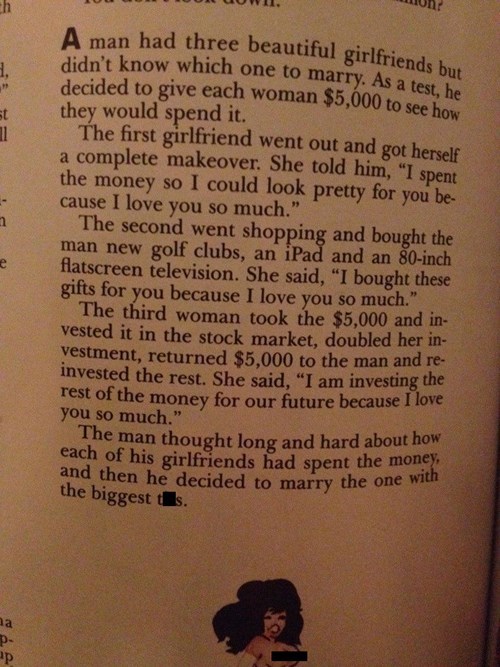 A man had three beautiful girlfriends but
didn't know which one to marry. As a test, he
decided to give each woman $5,000 to see how
they would spend it.
The first girlfriend went out and got herself
a complete makeover. She told him, “I spent
the money so I could look pretty for you be-
cause I love you so much.”
The second went shopping and bought the
man new golf clubs, an iPad and an 80-inch
flatscreen television. She said, “I bought these
gifts for you because I love you so much.”
The third woman took the $5,000 and in-
vested it in the stock market, doubled her in-
vestment, returned $5,000 to the man and re-
invested the rest. She said, “I am investing the
rest of the money for our future because I love
you so much.”
The man thought long and hard about how
each of his girlfriends had spent the money,
and then he decided to marry the one with
the biggest t s.